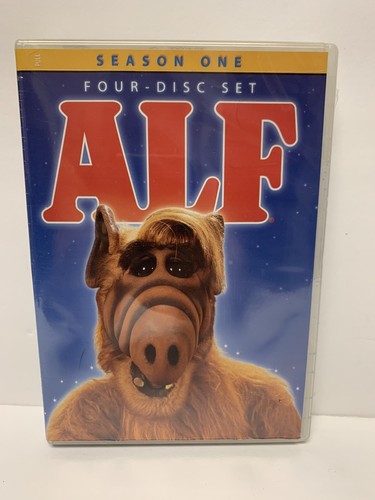 SEASON ONE
FOUR-DISC SET
ALF